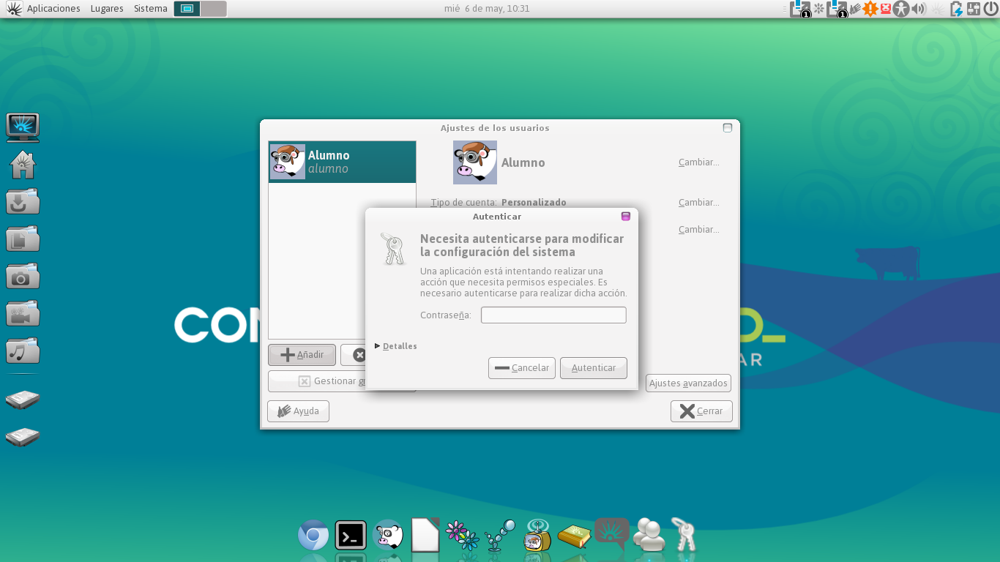 Aplicaciones Lugares Sistema
mié 6 de may, 10:31
1 1
Ajustes de los usuarios
Alumno
alumno
Alumno
Cambiar...
Tipo de cuenta: Personalizado
Cambiar...
Cambiar...
Autenticar
Necesita autenticarse para modificar
la configuración del sistema
Una aplicación está intentando realizar una
acción que necesita permisos especiales. Es
necesario autenticarse para realizar dicha acción.
Contraseña:
Detalles
Cancelar
Autenticar
Añadir
Gestionar
Ajustes avanzados
Ayuda
Cerrar